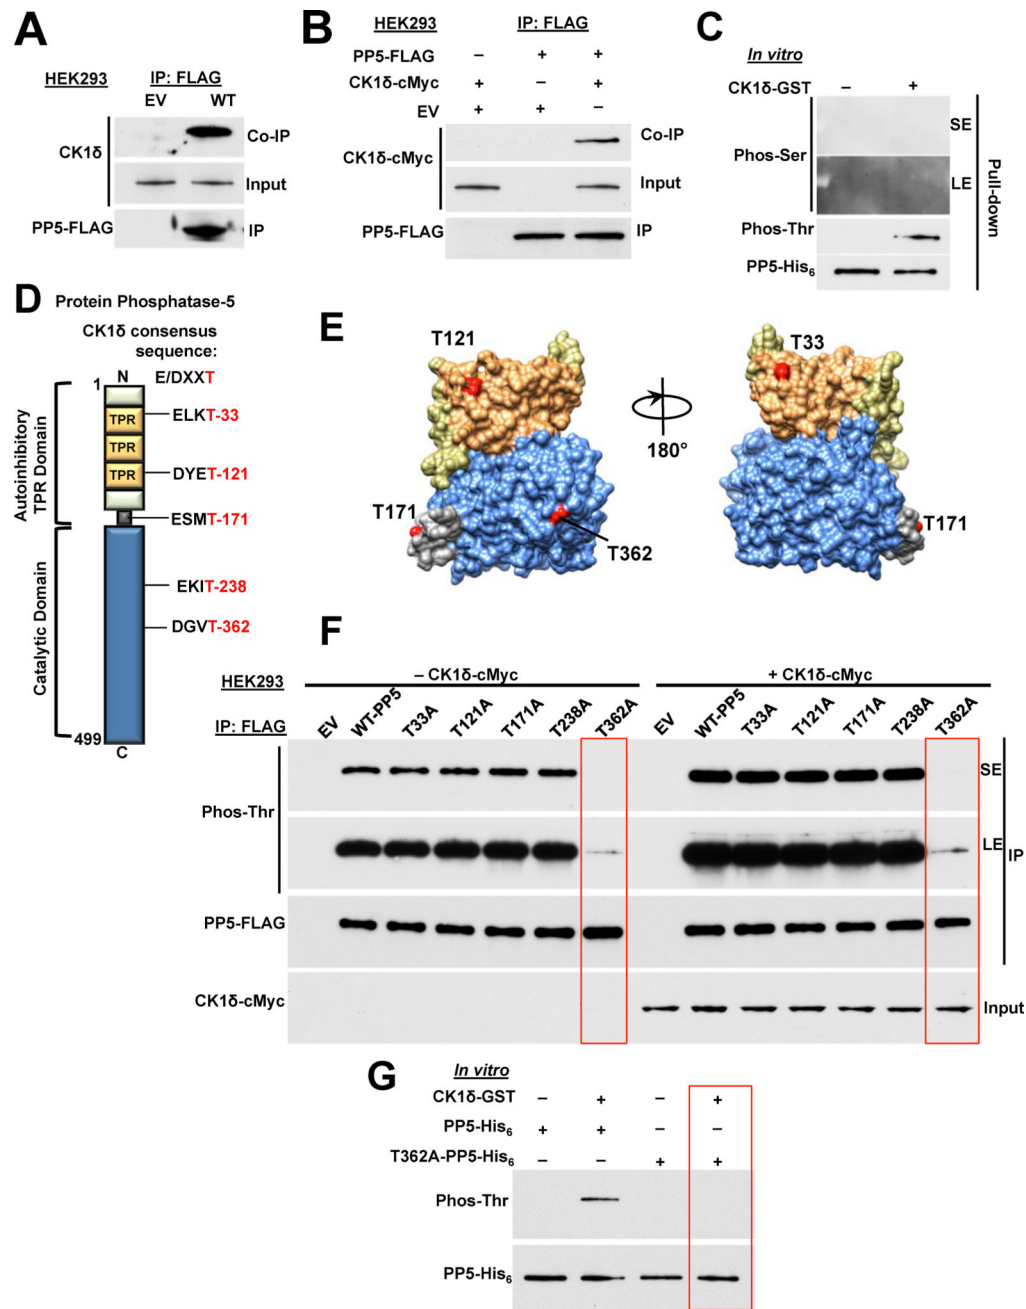 A
HEK293
IP: FLAG
EV WT
CK1δ
Co-IP
Input
PP5-FLAG
IP
B
HEK293
IP: FLAG
PP5-FLAG – + +
CK1δ-cMyc + – +
EV + + –
CK1δ-cMyc
Co-IP
Input
PP5-FLAG
IP
C
In vitro
CK1δ-GST – +
Phos-Ser
SE
LE
Phos-Thr
PP5-His6
Pull-down
D
Protein Phosphatase-5
CK1δ consensus
sequence:
E/DXXT
1
N
TPR
TPR
TPR
ELKT-33
DYET-121
ESMT-171
EKIT-238
DGVT-362
Autoinhibitory
TPR Domain
Catalytic Domain
499
C
E
T121
T33
180°
T171
T362
T171
F
HEK293
– CK1δ-cMyc
+ CK1δ-cMyc
IP: FLAG
EV WT-PP5 T33A T121A T171A T238A T362A
EV WT-PP5 T33A T121A T171A T238A T362A
Phos-Thr
SE
LE
IP
PP5-FLAG
CK1δ-cMyc
Input
G
In vitro
CK1δ-GST – + – +
PP5-His6 + + – –
T362A-PP5-His6 – – + +
Phos-Thr
PP5-His6